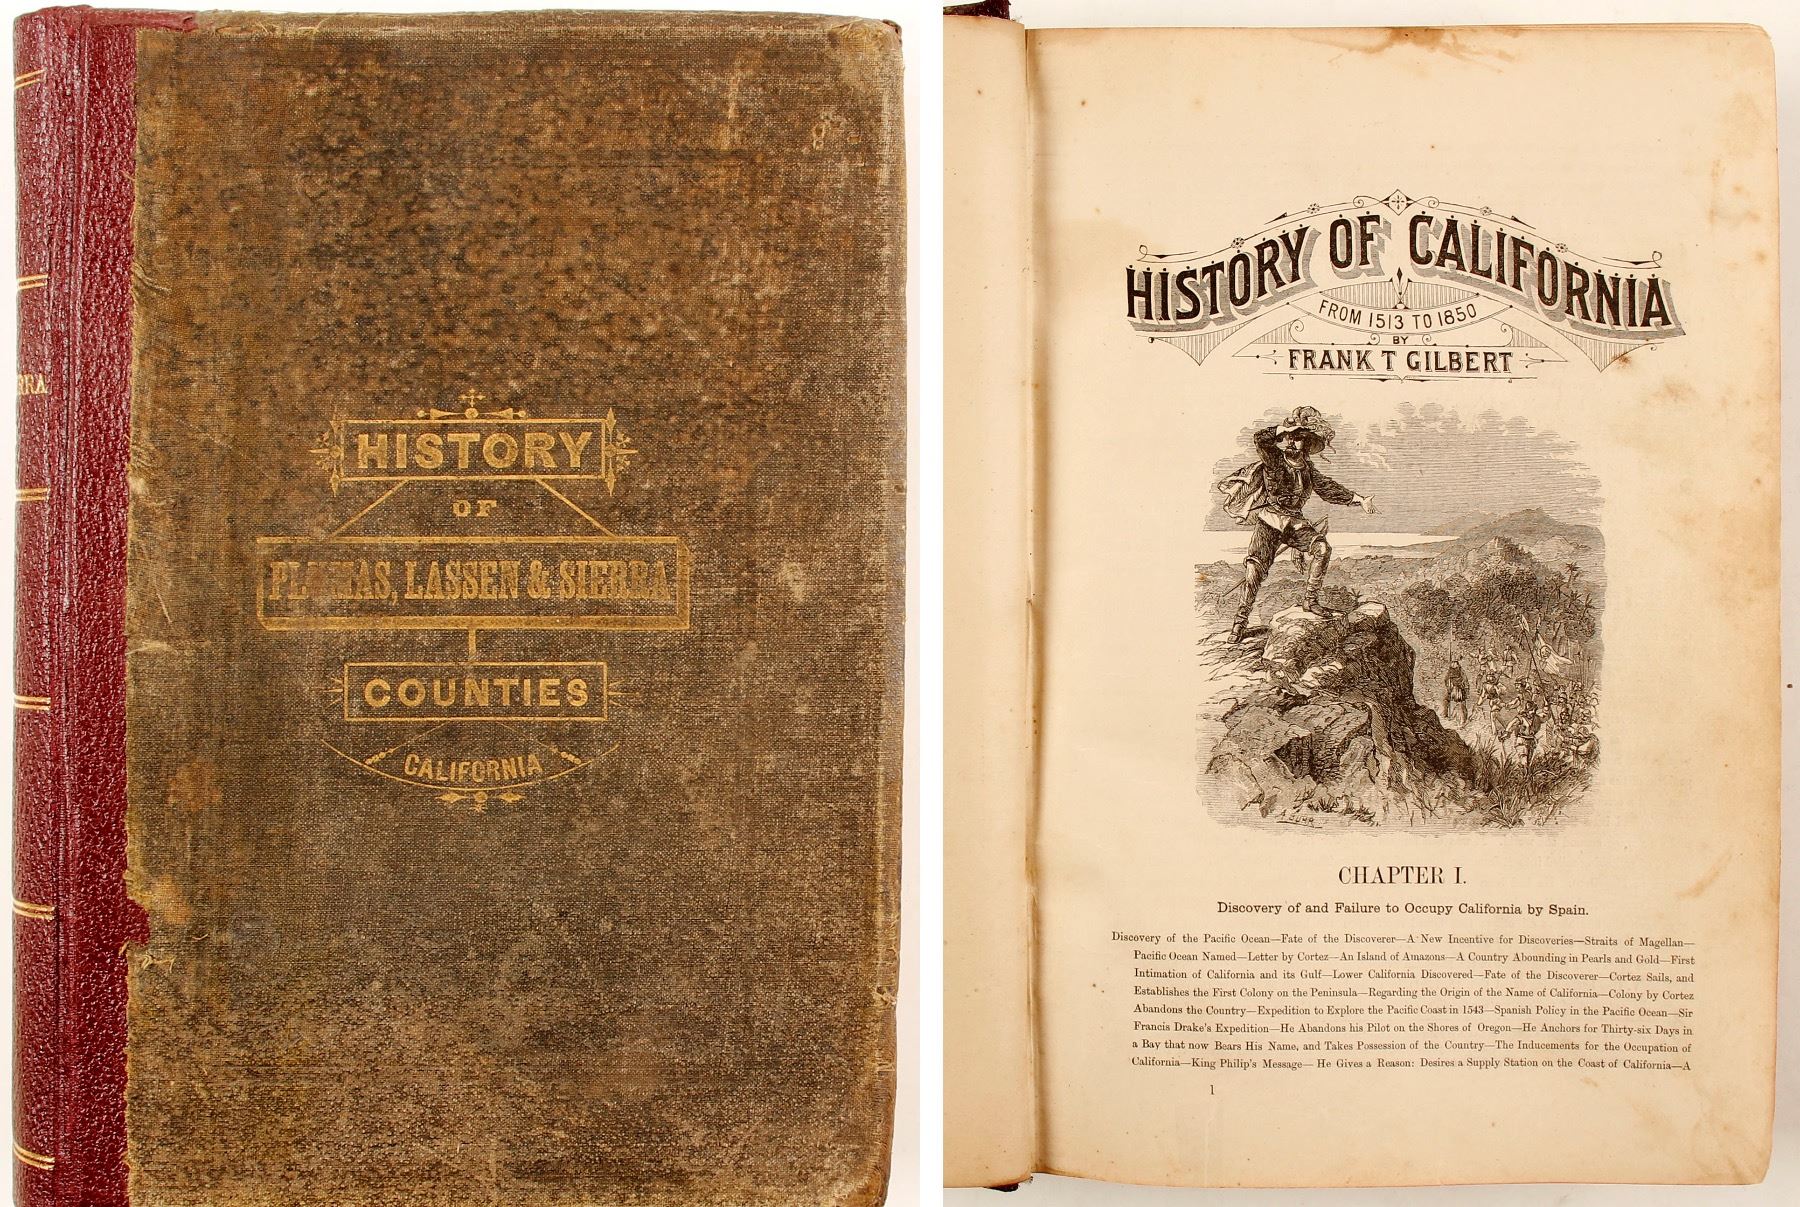 BRA
HISTORY
OF
PLUMAS, LASSEN & SIERRA
COUNTIES
CALIFORNIA
HISTORY OF CALIFORNIA
FROM 1513 TO 1850
BY
FRANK T GILBERT
CHAPTER I.
Discovery of and Failure to Occupy California by Spain.
Discovery of the Pacific Ocean—Fate of the Discoverer—A New Incentive for Discoveries—Straits of Magellan—
Pacific Ocean Named—Letter by Cortez—An Island of Amazons—A Country Abounding in Pearls and Gold—First
Intimation of California and its Gulf—Lower California Discovered—Fate of the Discoverer—Cortez Sails, and
Establishes the First Colony on the Peninsula—Regarding the Origin of the Name of California—Colony by Cortez
Abandons the Country—Expedition to Explore the Pacific Coast in 1543—Spanish Policy in the Pacific Ocean—Sir
Francis Drake's Expedition—He Abandons his Pilot on the Shores of Oregon—He Anchors for Thirty-six Days in
a Bay that now Bears His Name, and Takes Possession of the Country—The Inducements for the Occupation of
California—King Philip's Message— He Gives a Reason: Desires a Supply Station on the Coast of California—A
1